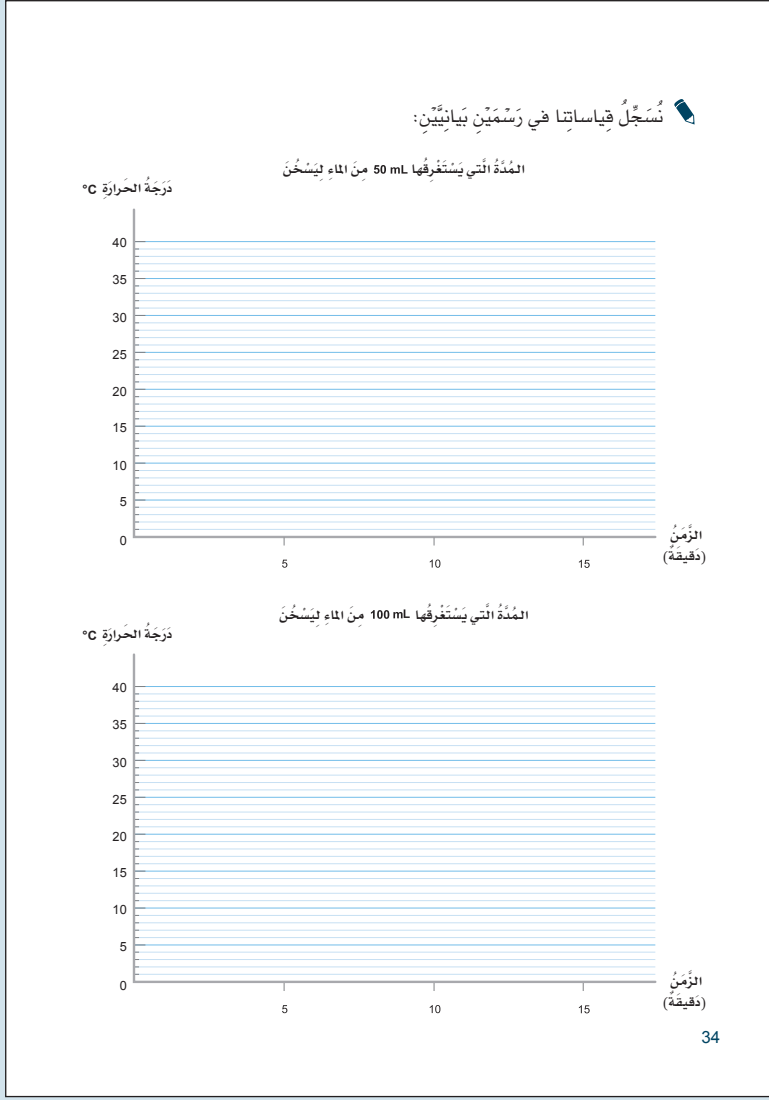 نُسَجِّلُ قِياساتِنا في رَسْمَيْنِ بَيانِيَّيْنِ:
المُدَّةُ الَّتي يَسْتَغْرِقُها 50 mL مِنَ الماءِ لِيَسْخُنَ
دَرَجَةُ الحَرارَةِ °C
40
35
30
25
20
15
10
5
0
5 10 15
الزَّمَنُ
(دَقيقَةٌ)
المُدَّةُ الَّتي يَسْتَغْرِقُها 100 mL مِنَ الماءِ لِيَسْخُنَ
دَرَجَةُ الحَرارَةِ °C
40
35
30
25
20
15
10
5
0
5 10 15
الزَّمَنُ
(دَقيقَةٌ)
34